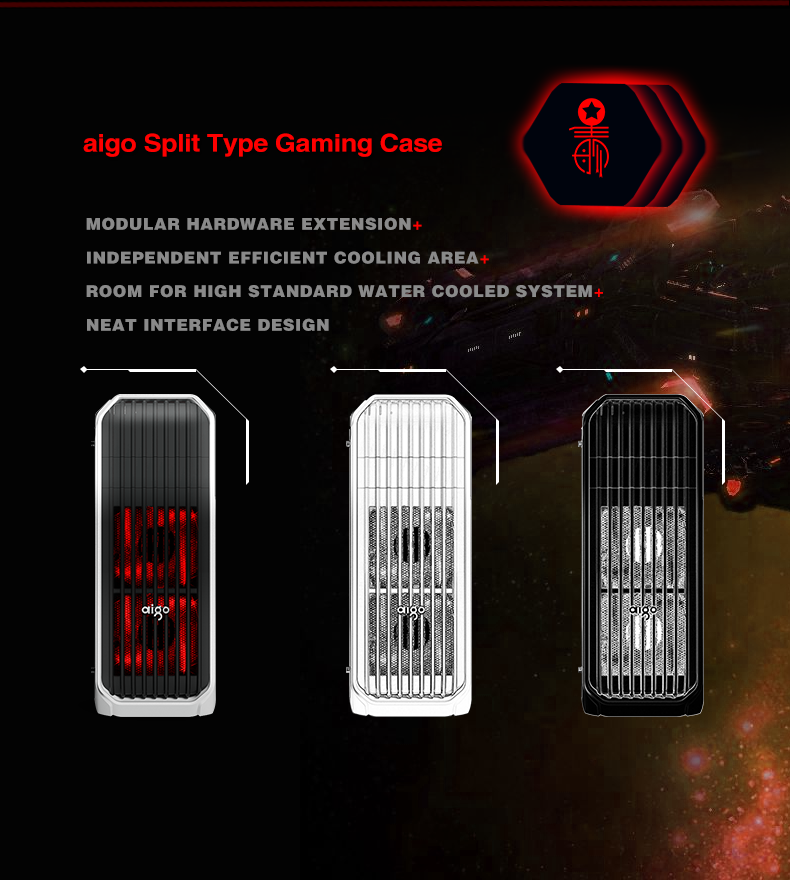 aigo Split Type Gaming Case
MODULAR HARDWARE EXTENSION+
INDEPENDENT EFFICIENT COOLING AREA+
ROOM FOR HIGH STANDARD WATER COOLED SYSTEM+
NEAT INTERFACE DESIGN
aigo
aigo
aigo